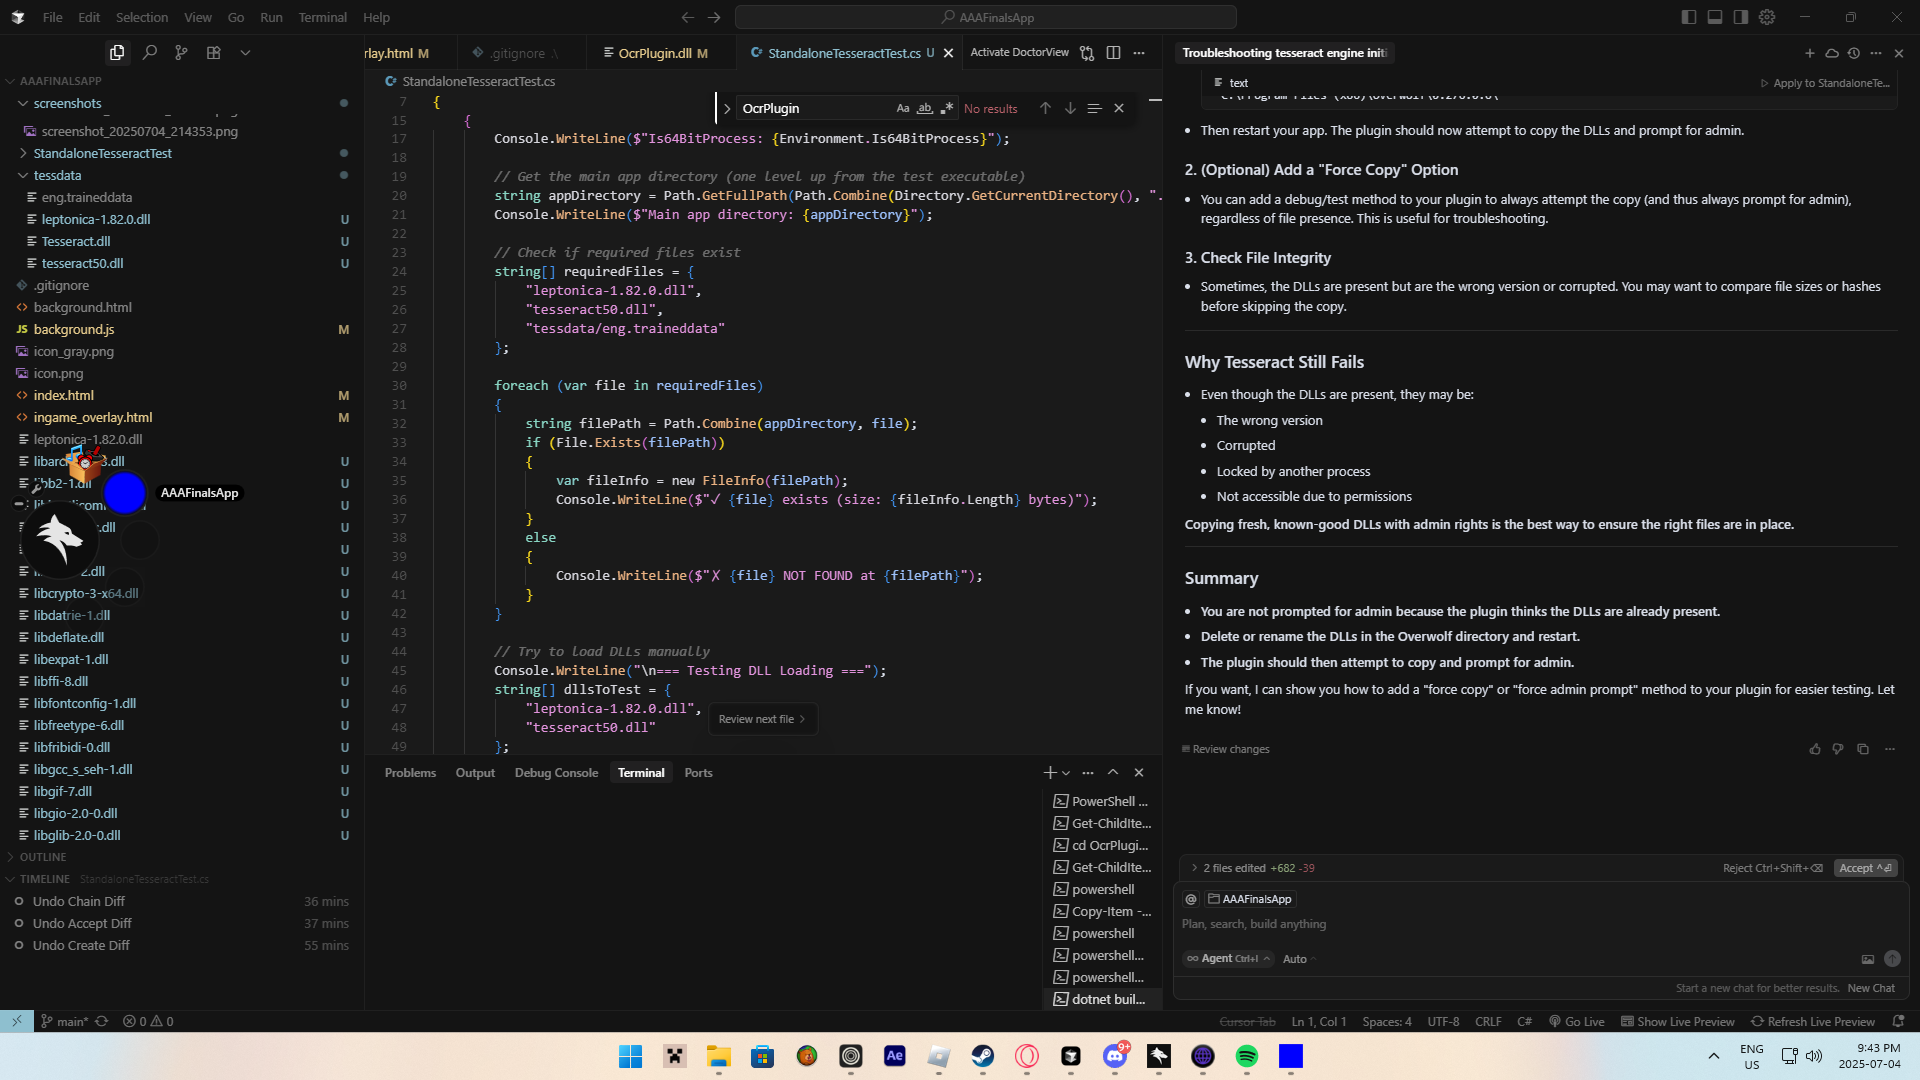 File Edit Selection View Go Run Terminal Help
AAAFinalsApp
AAAFINALSAPP
screenshots
screenshot_20250704_214353.png
StandaloneTesseractTest
tessdata
eng.traineddata
leptonica-1.82.0.dll U
Tesseract.dll U
tesseract50.dll U
.gitignore
background.html
background.js M
icon_gray.png
icon.png
index.html M
ingame_overlay.html M
leptonica-1.82.0.dll
U
U
AAAFinalsApp
U
U
U
U
libcrypto-3-x64.dll U
libdatrie-1.dll U
libdeflate.dll U
libexpat-1.dll U
libffi-8.dll U
libfontconfig-1.dll U
libfreetype-6.dll U
libfribidi-0.dll U
libgcc_s_seh-1.dll U
libgif-7.dll U
libgio-2.0-0.dll U
libglib-2.0-0.dll U
OUTLINE
TIMELINE StandaloneTesseractTest.cs
Undo Chain Diff 36 mins
Undo Accept Diff 37 mins
Undo Create Diff 55 mins
rlay.html M .gitignore OcrPlugin.dll M StandaloneTesseractTest.cs U Activate DoctorView
StandaloneTesseractTest.cs
OcrPlugin Aa ab No results
7 {
15 {
17 Console.WriteLine($"Is64BitProcess: {Environment.Is64BitProcess}");
18
19 // Get the main app directory (one level up from the test executable)
20 string appDirectory = Path.GetFullPath(Path.Combine(Directory.GetCurrentDirectory(), ".
21 Console.WriteLine($"Main app directory: {appDirectory}");
22
23 // Check if required files exist
24 string[] requiredFiles = {
25 "leptonica-1.82.0.dll",
26 "tesseract50.dll",
27 "tessdata/eng.traineddata"
28 };
29
30 foreach (var file in requiredFiles)
31 {
32 string filePath = Path.Combine(appDirectory, file);
33 if (File.Exists(filePath))
34 {
35 var fileInfo = new FileInfo(filePath);
36 Console.WriteLine($"✓ {file} exists (size: {fileInfo.Length} bytes)");
37 }
38 else
39 {
40 Console.WriteLine($"✗ {file} NOT FOUND at {filePath}");
41 }
42 }
43
44 // Try to load DLLs manually
45 Console.WriteLine("\n=== Testing DLL Loading ===");
46 string[] dllsToTest = {
47 "leptonica-1.82.0.dll",
48 "tesseract50.dll"
49 };
Review next file
Problems Output Debug Console Terminal Ports
PowerShell ...
Get-ChildIte...
cd OcrPlugi...
Get-ChildIte...
powershell
Copy-Item -...
powershell
powershell...
powershell...
dotnet buil...
Troubleshooting tesseract engine initi
text Apply to StandaloneTe...
Then restart your app. The plugin should now attempt to copy the DLLs and prompt for admin.
2. (Optional) Add a "Force Copy" Option
You can add a debug/test method to your plugin to always attempt the copy (and thus always prompt for admin),
regardless of file presence. This is useful for troubleshooting.
3. Check File Integrity
Sometimes, the DLLs are present but are the wrong version or corrupted. You may want to compare file sizes or hashes
before skipping the copy.
Why Tesseract Still Fails
Even though the DLLs are present, they may be:
The wrong version
Corrupted
Locked by another process
Not accessible due to permissions
Copying fresh, known-good DLLs with admin rights is the best way to ensure the right files are in place.
Summary
You are not prompted for admin because the plugin thinks the DLLs are already present.
Delete or rename the DLLs in the Overwolf directory and restart.
The plugin should then attempt to copy and prompt for admin.
If you want, I can show you how to add a "force copy" or "force admin prompt" method to your plugin for easier testing. Let
me know!
Review changes
2 files edited +682 -39 Reject Ctrl+Shift+⌫ Accept ^⏎
@ AAAFinalsApp
Plan, search, build anything
∞ Agent Ctrl+I Auto
Start a new chat for better results. New Chat
main* 0 0 Cursor Tab Ln 1, Col 1 Spaces: 4 UTF-8 CRLF C# Go Live Show Live Preview Refresh Live Preview
Ae 9+ ENG
US
9:43 PM
2025-07-04